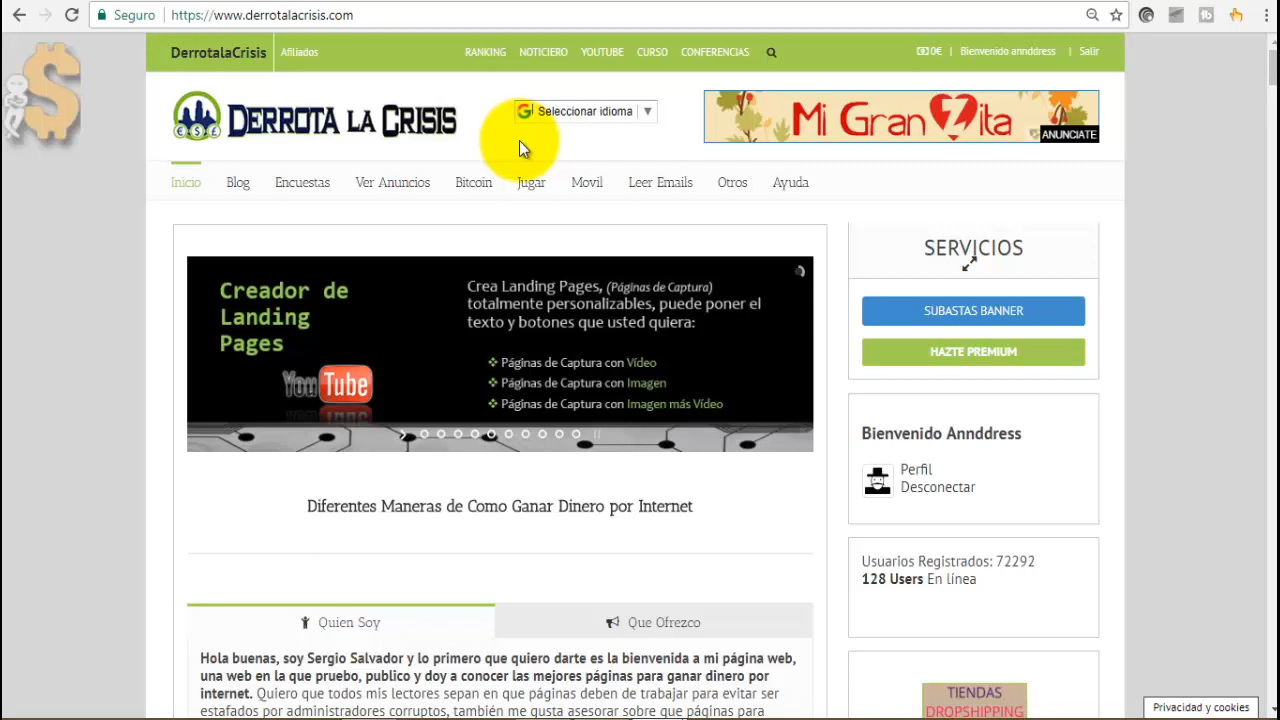 Seguro
https://www.derrotalacrisis.com
DerrotalaCrisis
Afiliados
RANKING NOTICIERO YOUTUBE CURSO CONFERENCIAS
0€ | Bienvenido annddress | Salir
DERROTA LA CRISIS
Seleccionar idioma
Mi Gran Vita
ANUNCIATE
Inicio Blog Encuestas Ver Anuncios Bitcoin Jugar Movil Leer Emails Otros Ayuda
Creador de
Landing
Pages
YouTube
Crea Landing Pages, (Páginas de Captura)
totalmente personalizables, puede poner el
texto y botones que usted quiera:
Páginas de Captura con Vídeo
Páginas de Captura con Imagen
Páginas de Captura con Imagen más Vídeo
Diferentes Maneras de Como Ganar Dinero por Internet
Quien Soy
Que Ofrezco
Hola buenas, soy Sergio Salvador y lo primero que quiero darte es la bienvenida a mi página web,
una web en la que pruebo, publico y doy a conocer las mejores páginas para ganar dinero por
internet. Quiero que todos mis lectores sepan en que páginas deben de trabajar para evitar ser
estafados por administradores corruptos, también me gusta asesorar sobre que páginas para
SERVICIOS
SUBASTAS BANNER
HAZTE PREMIUM
Bienvenido Annddress
Perfil
Desconectar
Usuarios Registrados: 72292
128 Users En línea
TIENDAS
DROPSHIPPING
Privacidad y cookies